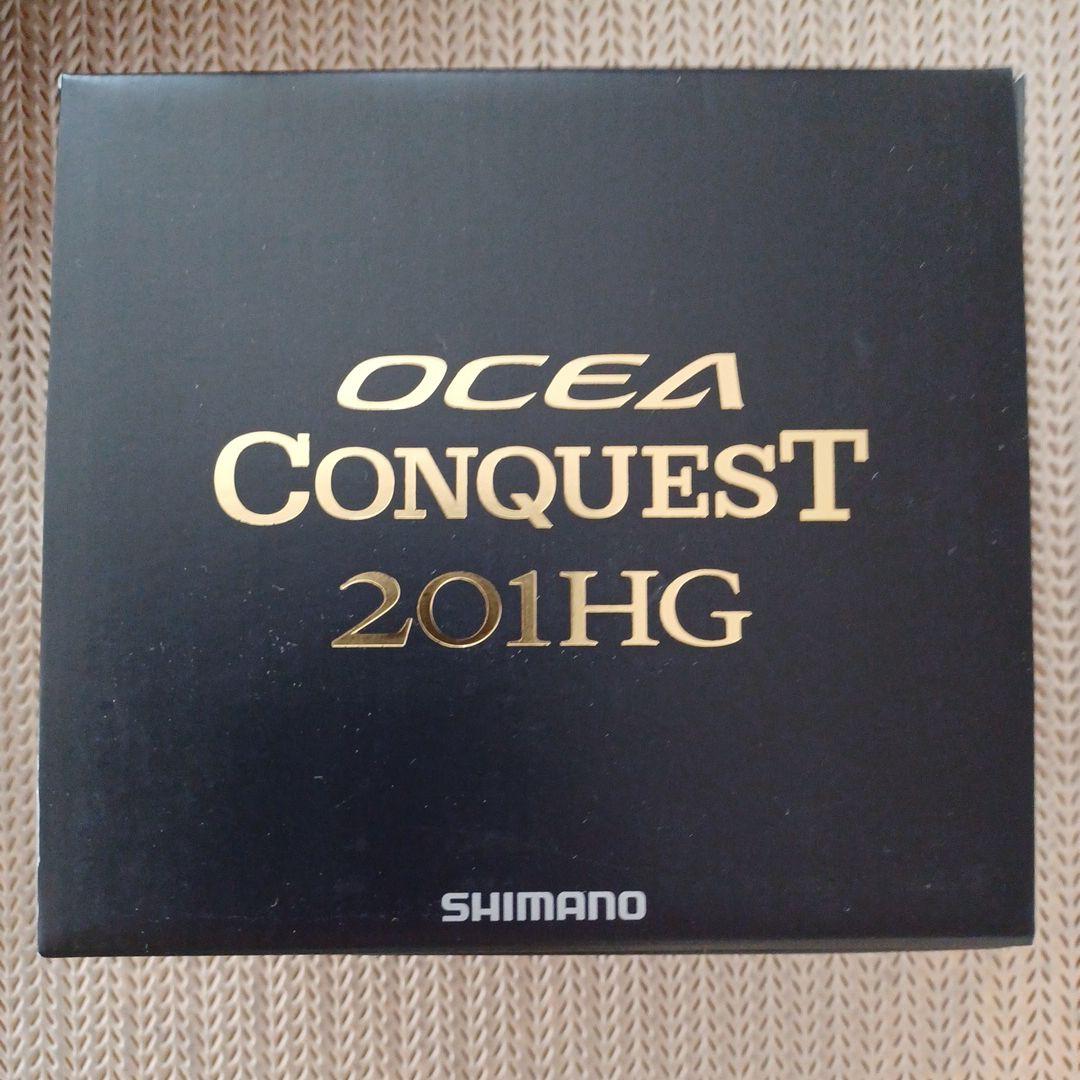 OCEA
CONQUEST
201HG
SHIMANO